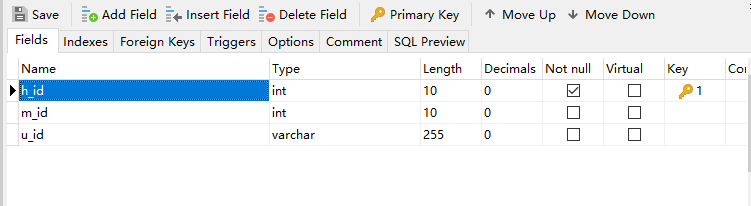 Save Add Field Insert Field Delete Field Primary Key Move Up Move Down
Fields Indexes Foreign Keys Triggers Options Comment SQL Preview
Name Type Length Decimals Not null Virtual Key
h_id int 10 0 1
m_id int 10 0
u_id varchar 255 0